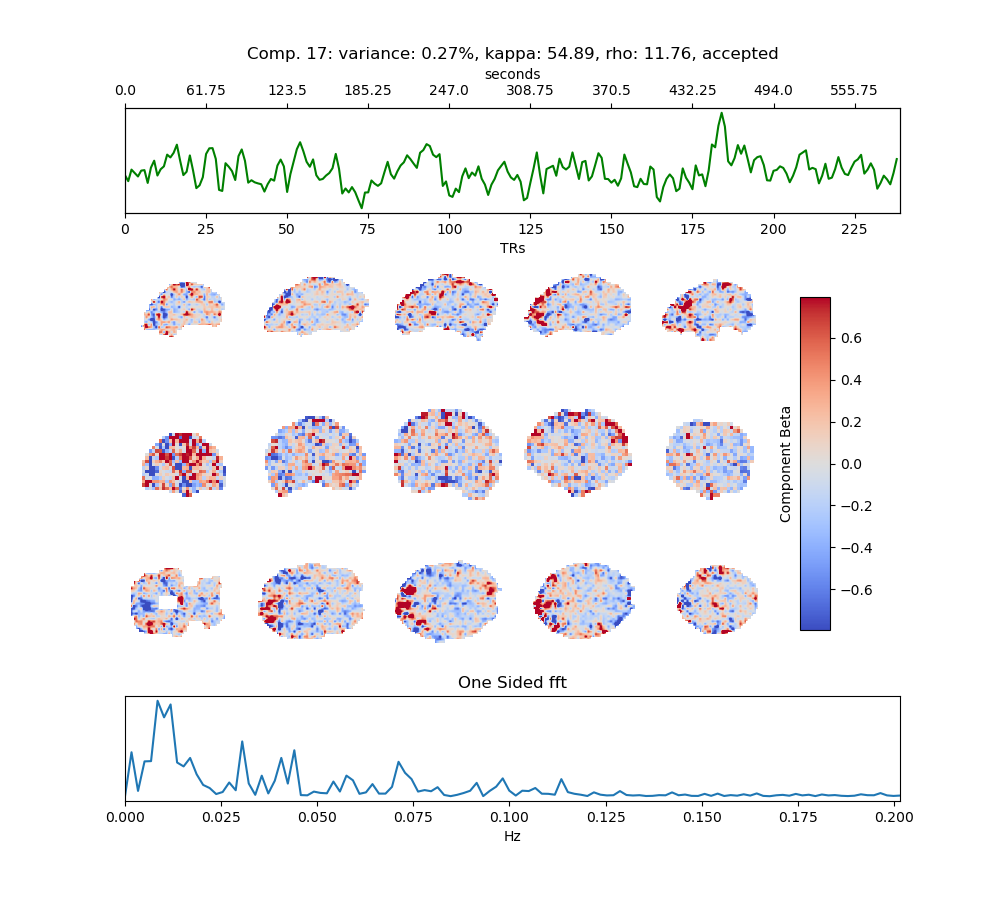 Comp. 17: variance: 0.27%, kappa: 54.89, rho: 11.76, accepted
seconds
0.0 61.75 123.5 185.25 247.0 308.75 370.5 432.25 494.0 555.75
0 25 50 75 100 125 150 175 200 225
TRs
0.6
0.4
0.2
0.0
−0.2
−0.4
−0.6
Component Beta
One Sided fft
0.000 0.025 0.050 0.075 0.100 0.125 0.150 0.175 0.200
Hz